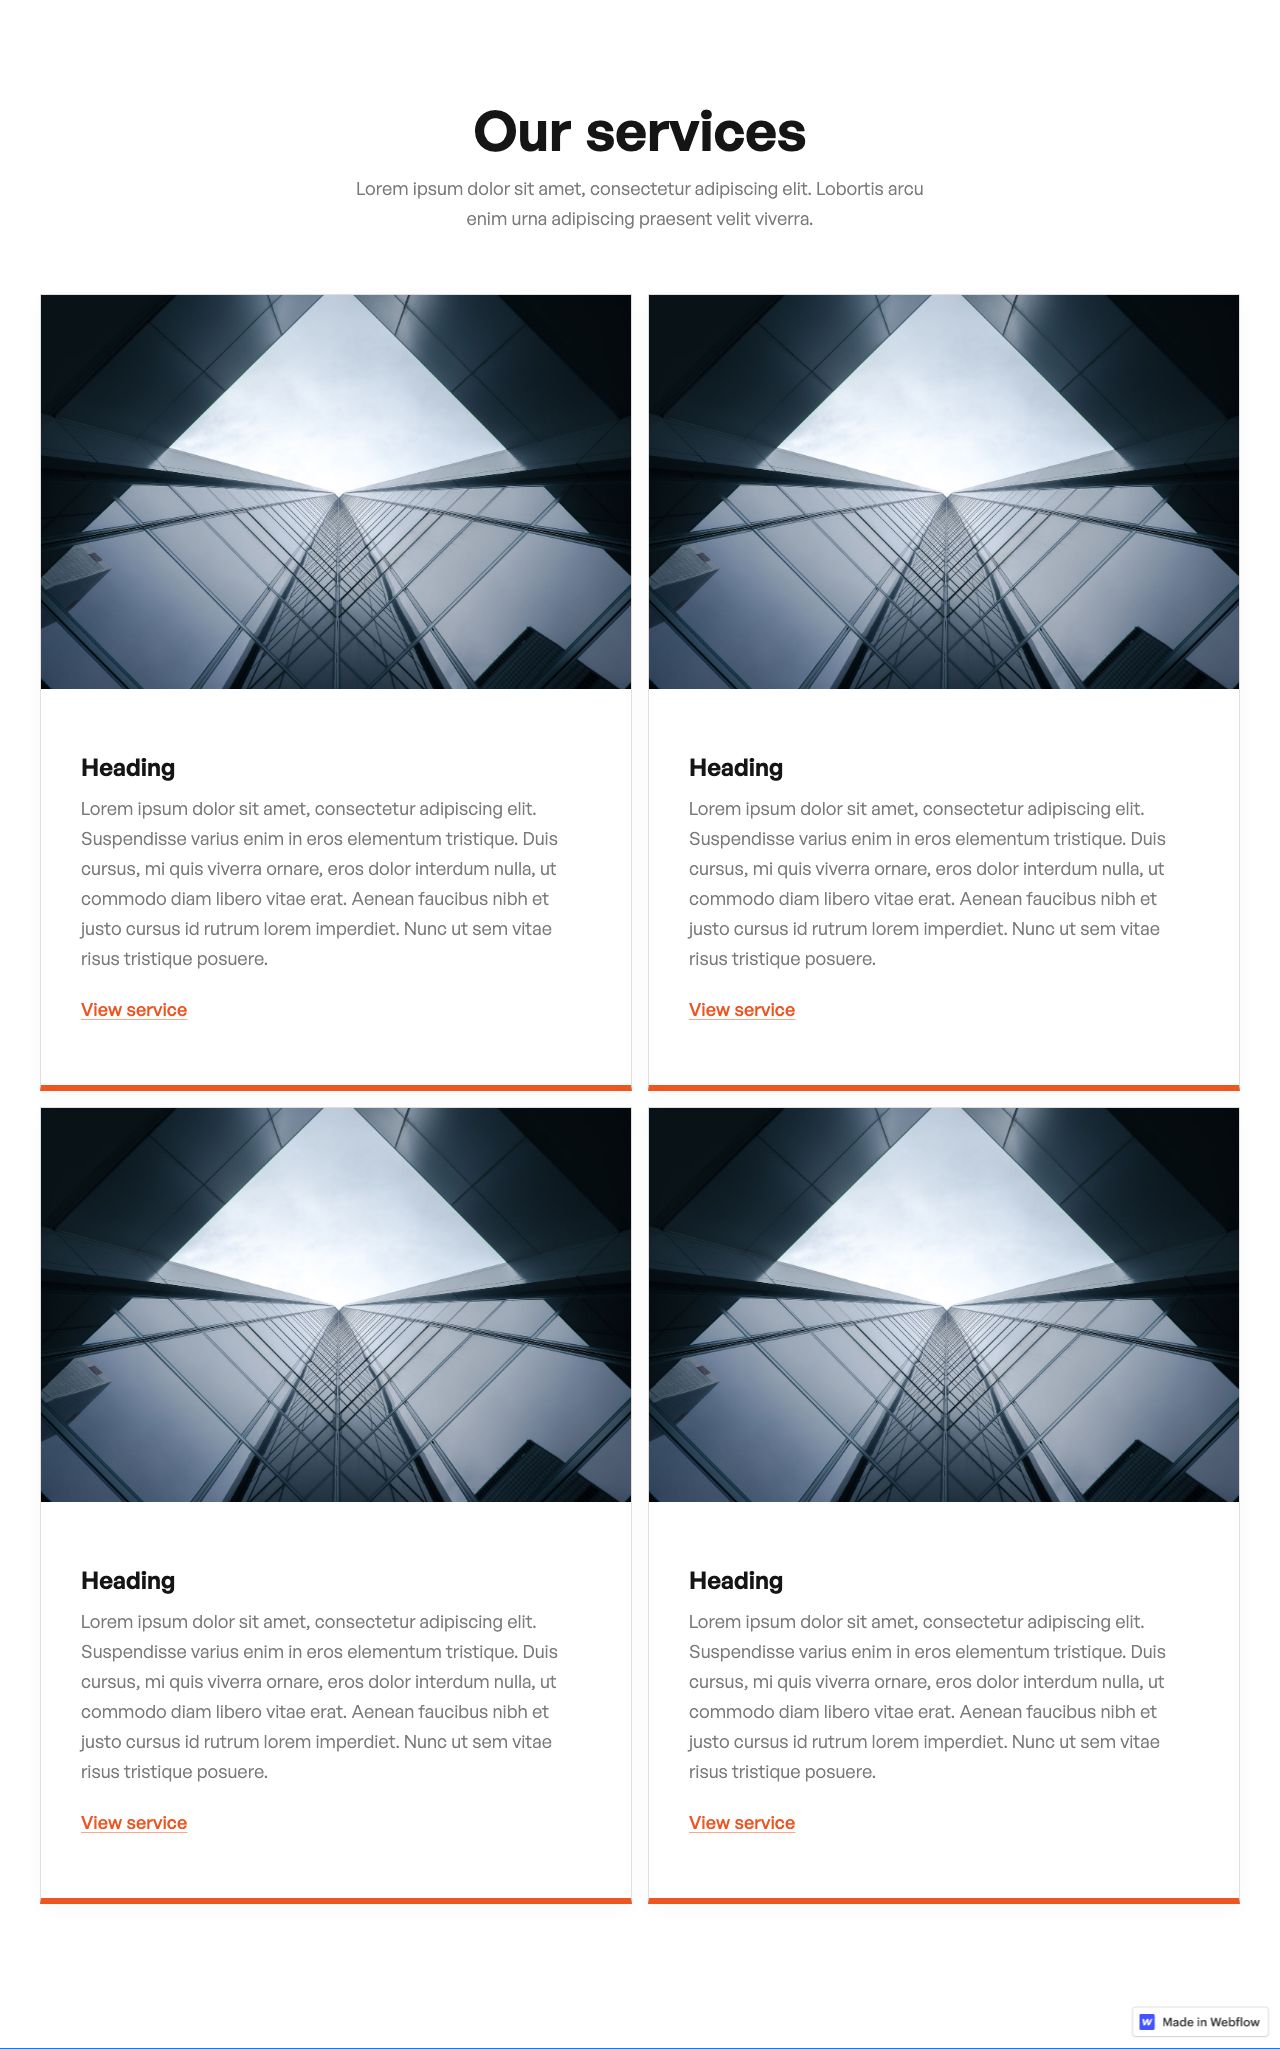 Our services
Lorem ipsum dolor sit amet, consectetur adipiscing elit. Lobortis arcu
enim urna adipiscing praesent velit viverra.
Heading
Lorem ipsum dolor sit amet, consectetur adipiscing elit.
Suspendisse varius enim in eros elementum tristique. Duis
cursus, mi quis viverra ornare, eros dolor interdum nulla, ut
commodo diam libero vitae erat. Aenean faucibus nibh et
justo cursus id rutrum lorem imperdiet. Nunc ut sem vitae
risus tristique posuere.
View service
Heading
Lorem ipsum dolor sit amet, consectetur adipiscing elit.
Suspendisse varius enim in eros elementum tristique. Duis
cursus, mi quis viverra ornare, eros dolor interdum nulla, ut
commodo diam libero vitae erat. Aenean faucibus nibh et
justo cursus id rutrum lorem imperdiet. Nunc ut sem vitae
risus tristique posuere.
View service
Heading
Lorem ipsum dolor sit amet, consectetur adipiscing elit.
Suspendisse varius enim in eros elementum tristique. Duis
cursus, mi quis viverra ornare, eros dolor interdum nulla, ut
commodo diam libero vitae erat. Aenean faucibus nibh et
justo cursus id rutrum lorem imperdiet. Nunc ut sem vitae
risus tristique posuere.
View service
Heading
Lorem ipsum dolor sit amet, consectetur adipiscing elit.
Suspendisse varius enim in eros elementum tristique. Duis
cursus, mi quis viverra ornare, eros dolor interdum nulla, ut
commodo diam libero vitae erat. Aenean faucibus nibh et
justo cursus id rutrum lorem imperdiet. Nunc ut sem vitae
risus tristique posuere.
View service
Made in Webflow